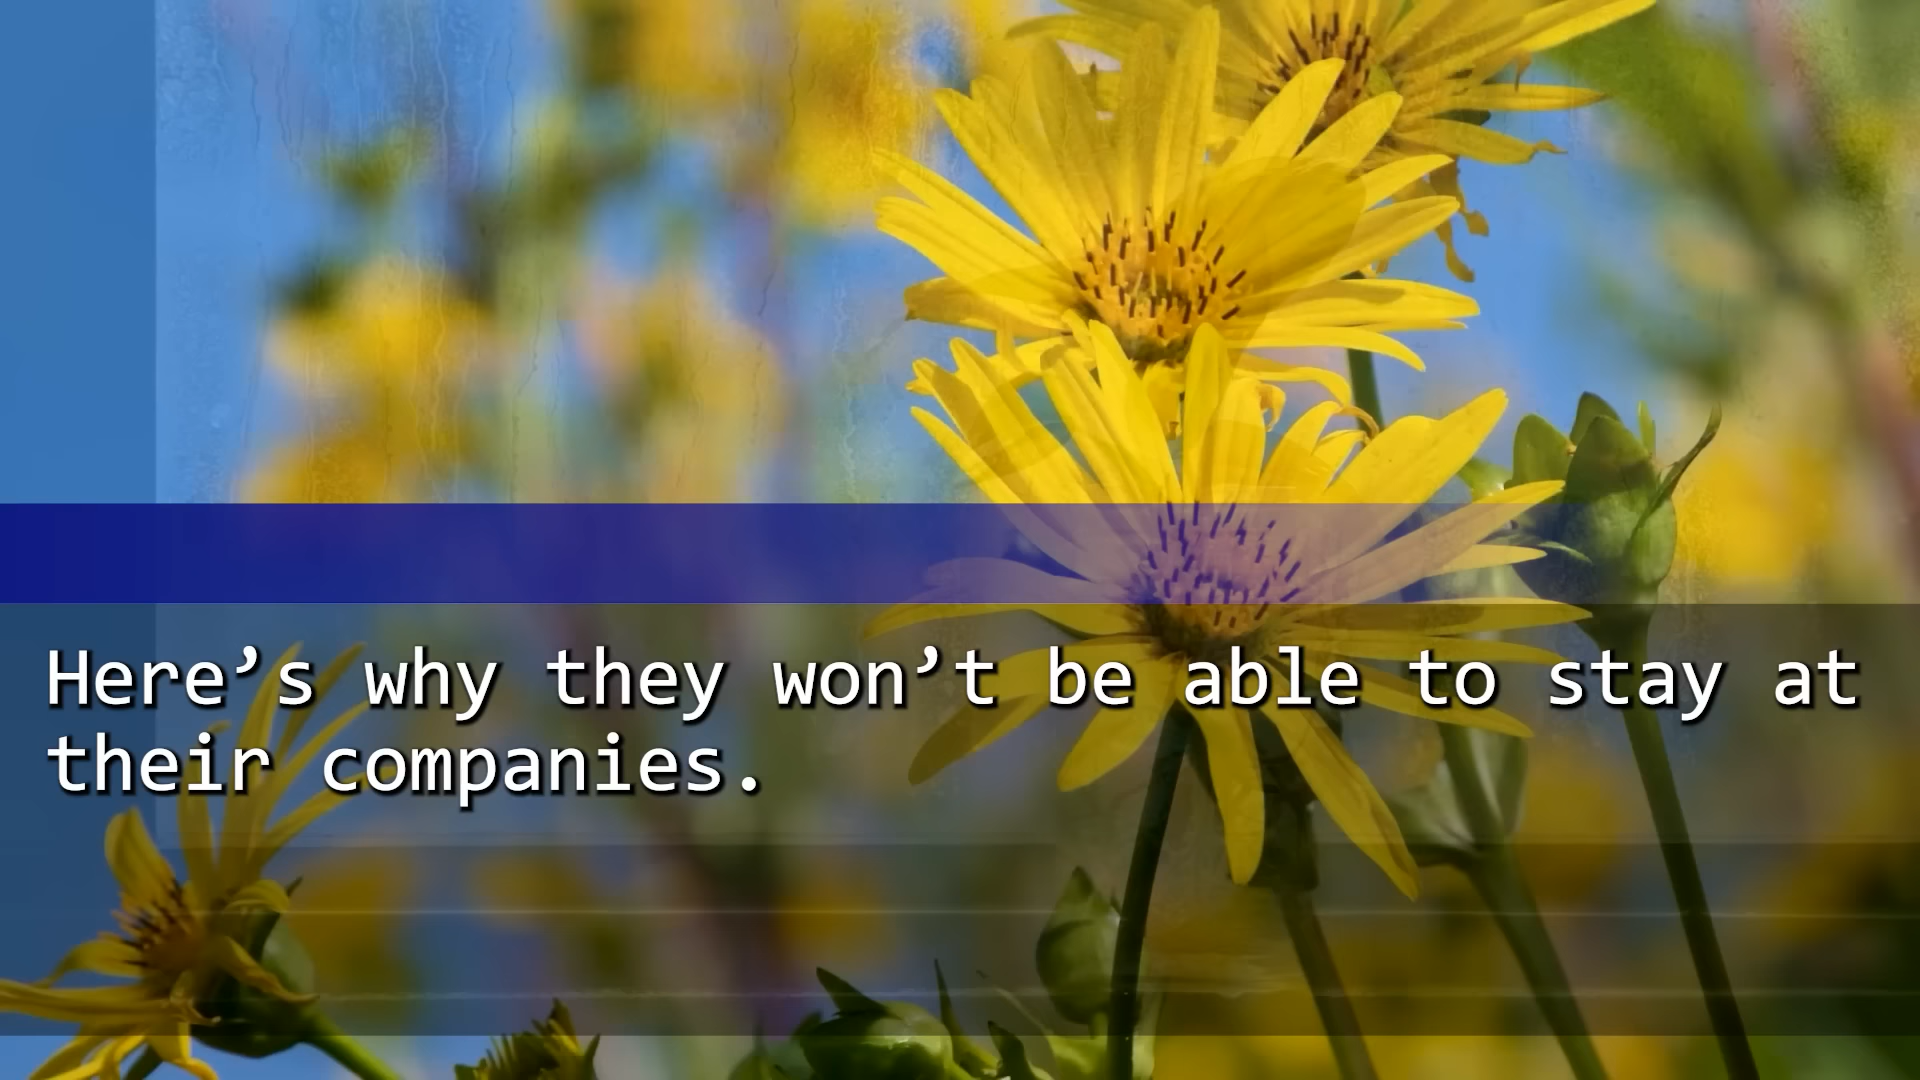 Here’s why they won’t be able to stay at
their companies.